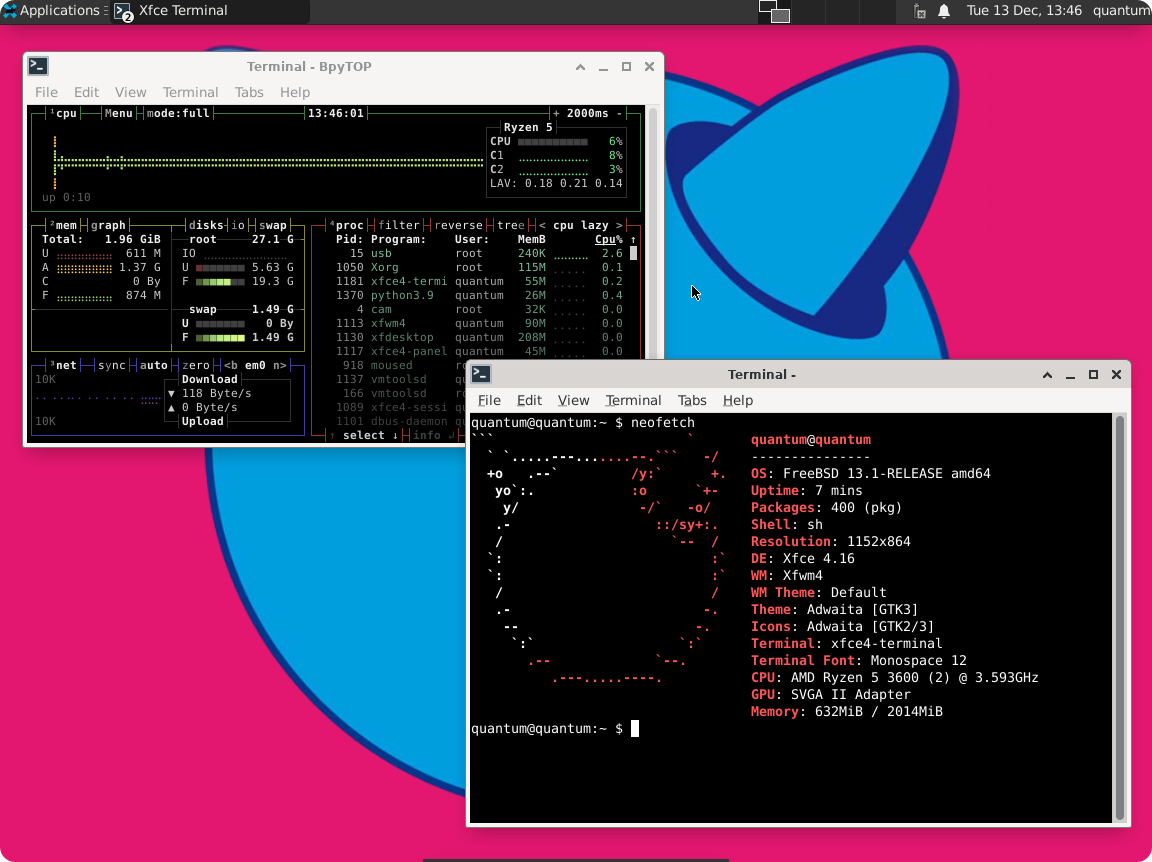 Applications
2 Xfce Terminal
Tue 13 Dec, 13:46 quantum
Terminal - BpyTOP
File Edit View Terminal Tabs Help
¹cpu Menu mode:full 13:46:01 + 2000ms -
Ryzen 5
CPU 6%
C1 8%
C2 3%
LAV: 0.18 0.21 0.14
up 0:10
²mem graph disks io swap
Total: 1.96 GiB
U 611 M
A 1.37 G
C 0 By
F 874 M
root 27.1 G
IO
U 5.63 G
F 19.3 G
swap 1.49 G
U 0 By
F 1.49 G
³net sync auto zero <b em0 n>
10K
10K
Download
▼ 118 Byte/s
▲ 0 Byte/s
Upload
⁴proc filter reverse tree < cpu lazy >
Pid: Program: User: MemB Cpu% ↑
15 usb root 240K 2.6
1050 Xorg root 115M 0.1
1181 xfce4-termi quantum 55M 0.2
1370 python3.9 quantum 26M 0.4
4 cam root 32K 0.0
1113 xfwm4 quantum 90M 0.0
1130 xfdesktop quantum 208M 0.0
1117 xfce4-panel quantum 45M 0.0
918 moused
1137 vmtoolsd
166 vmtoolsd
1089 xfce4-sessi
1101 dbus-daemon
↑ select ↓ info ↲
Terminal -
File Edit View Terminal Tabs Help
quantum@quantum:~ $ neofetch
quantum@quantum
---------------
OS: FreeBSD 13.1-RELEASE amd64
Uptime: 7 mins
Packages: 400 (pkg)
Shell: sh
Resolution: 1152x864
DE: Xfce 4.16
WM: Xfwm4
WM Theme: Default
Theme: Adwaita [GTK3]
Icons: Adwaita [GTK2/3]
Terminal: xfce4-terminal
Terminal Font: Monospace 12
CPU: AMD Ryzen 5 3600 (2) @ 3.593GHz
GPU: SVGA II Adapter
Memory: 632MiB / 2014MiB
quantum@quantum:~ $